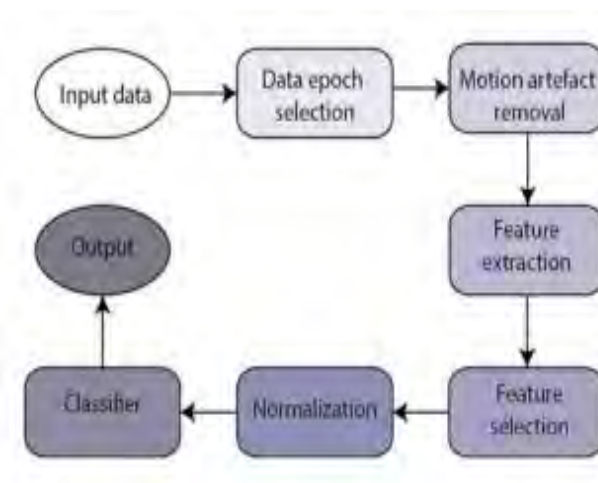 Input data
Data epoch
selection
Motion artefact
removal
Feature
extraction
Feature
selection
Normalization
Classifier
Output